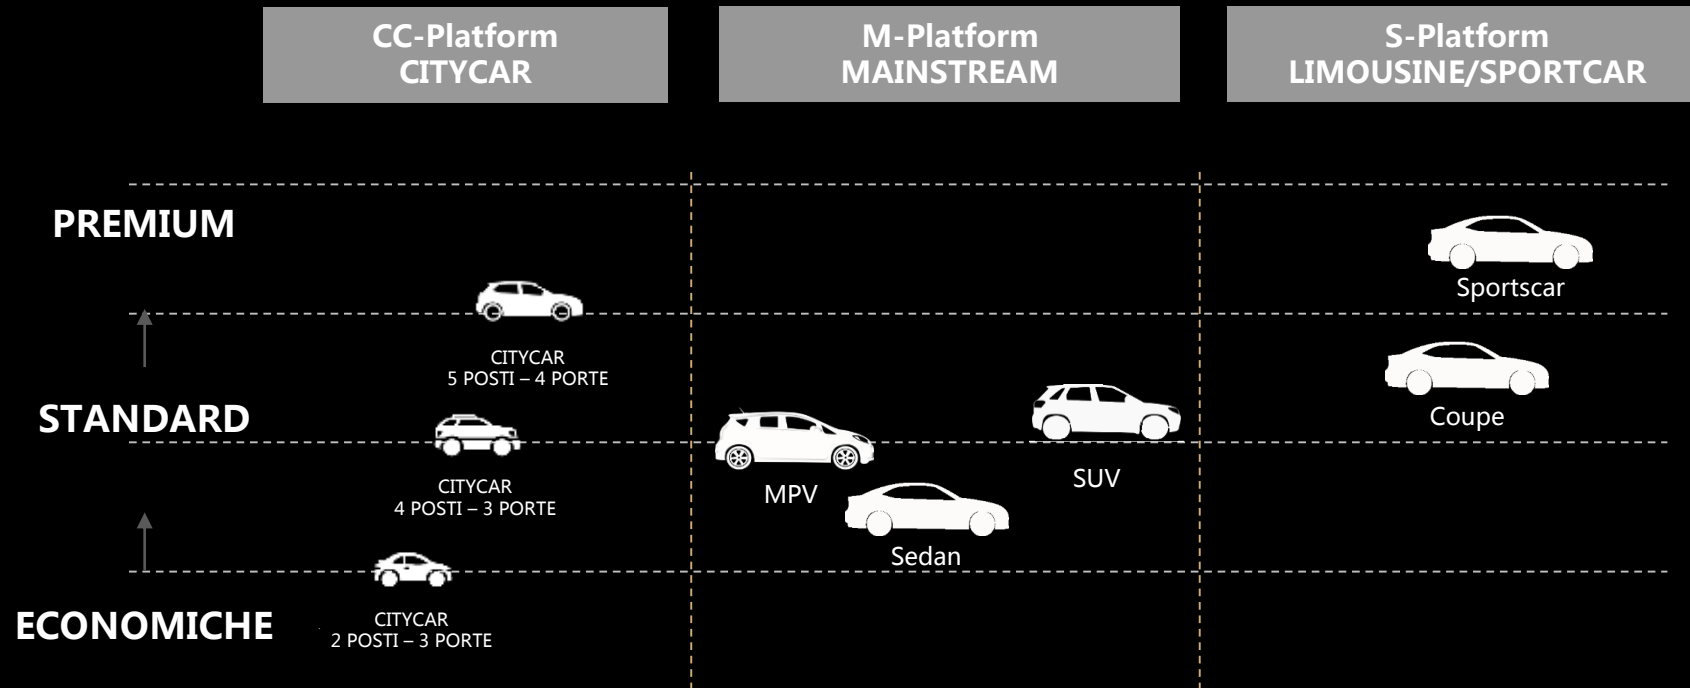 CC-Platform
CITYCAR
M-Platform
MAINSTREAM
S-Platform
LIMOUSINE/SPORTCAR
PREMIUM
Sportscar
CITYCAR
5 POSTI – 4 PORTE
STANDARD
Coupe
CITYCAR
4 POSTI – 3 PORTE
MPV
SUV
Sedan
ECONOMICHE
CITYCAR
2 POSTI – 3 PORTE